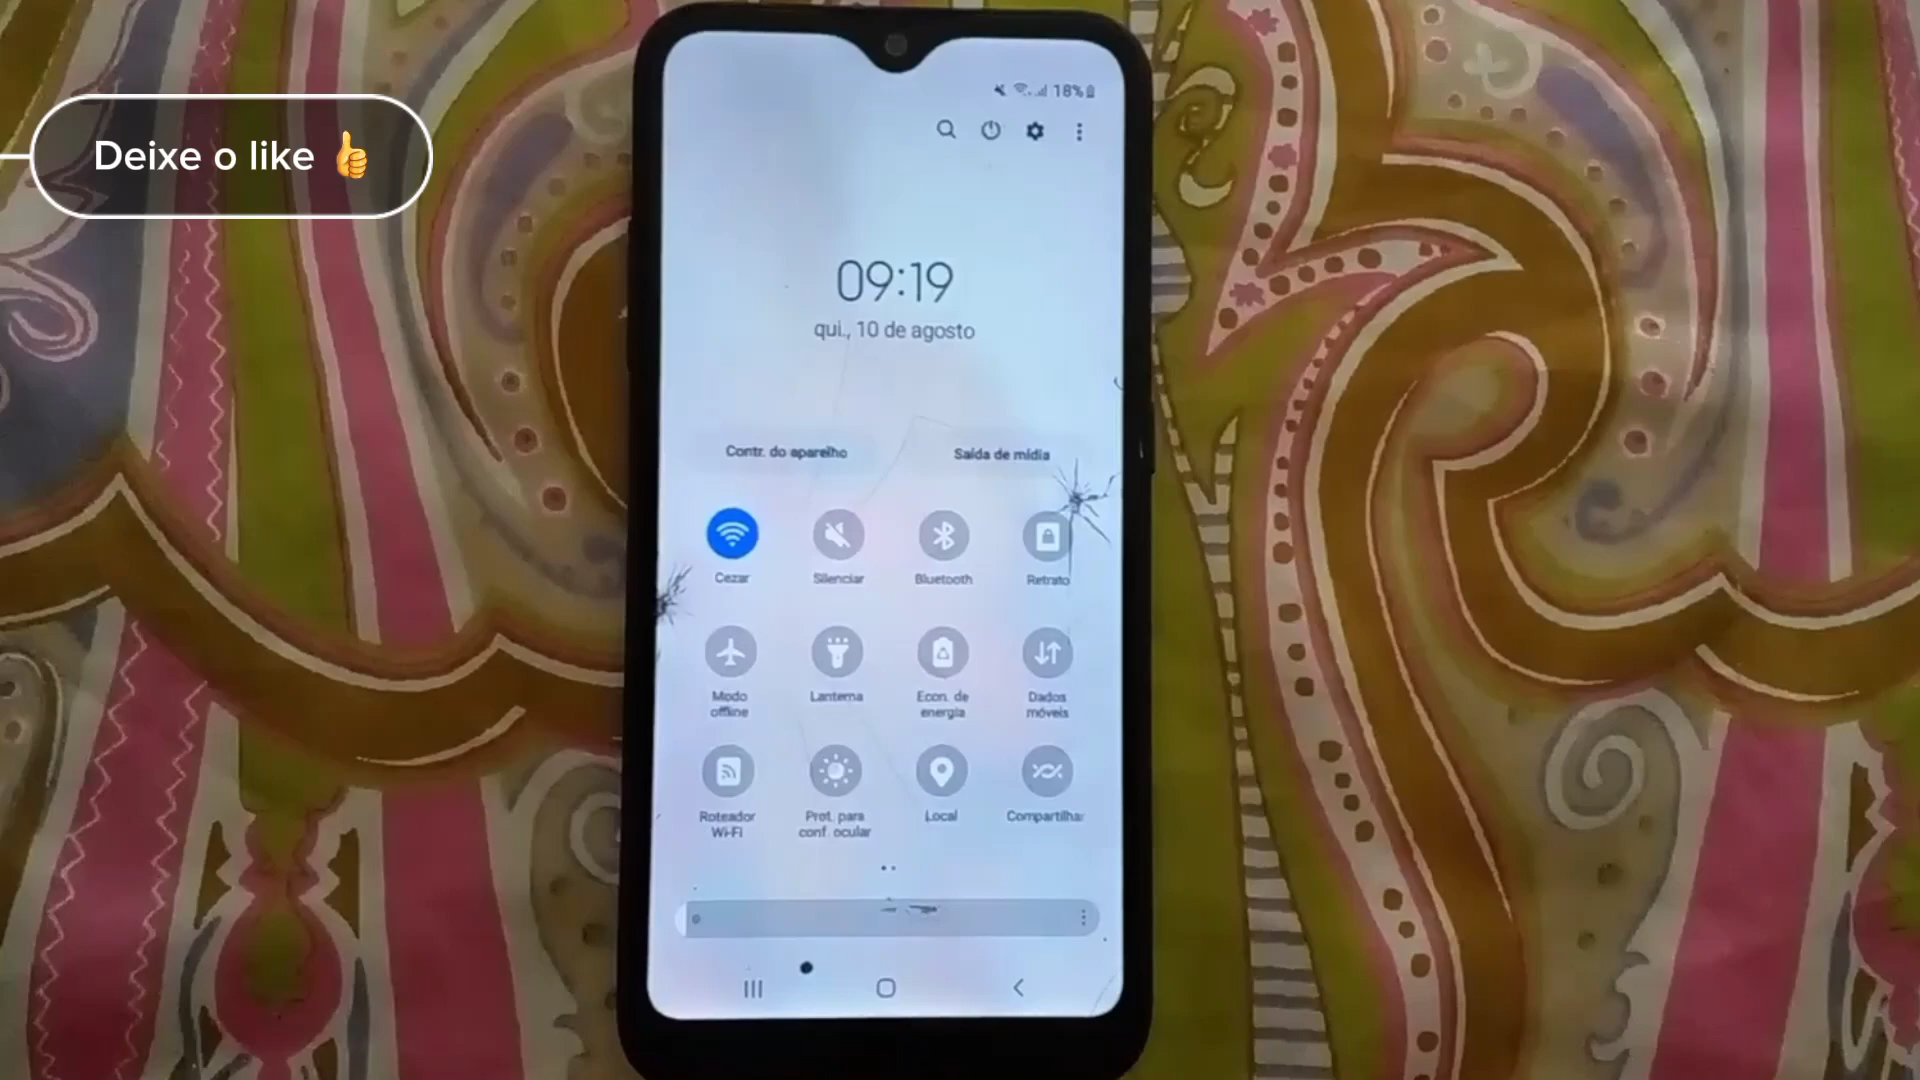 Deixe o like 👍
18%
09:19
qui., 10 de agosto
Contr. do aparelho
Saída de mídia
Cezar
Silenciar
Bluetooth
Retrato
Modo
offline
Lanterna
Econ. de
energia
Dados
móveis
Roteador
Wi-Fi
Prot. para
conf. ocular
Local
Compartilhar